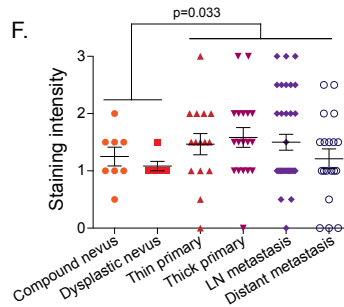 F.
p=0.033
Staining intensity
3
2
1
0
Compound nevus
Dysplastic nevus
Thin primary
Thick primary
LN metastasis
Distant metastasis